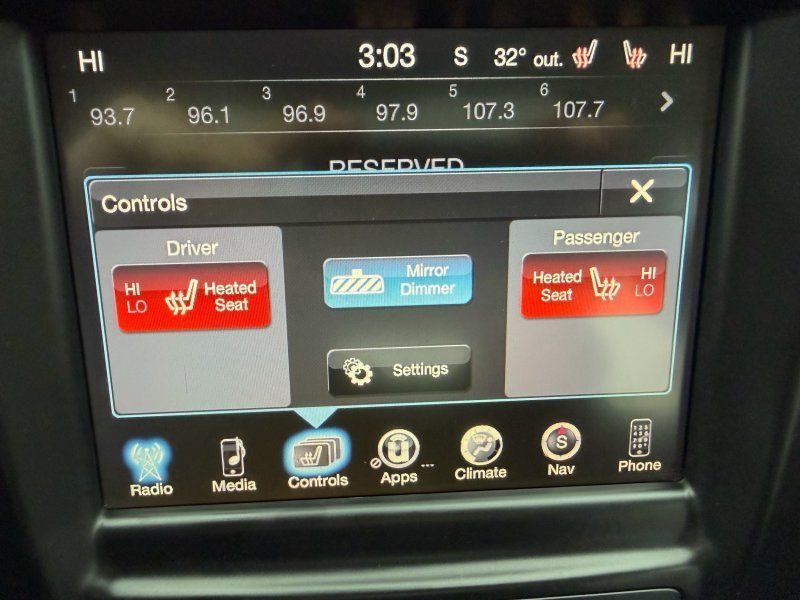 HI 3:03 S 32° out. HI
1 93.7 2 96.1 3 96.9 4 97.9 5 107.3 6 107.7
RESERVED
Controls X
Driver
HI
LO
Heated
Seat
Mirror
Dimmer
Settings
Passenger
Heated
Seat
HI
LO
Radio Media Controls Apps ... Climate S Nav Phone